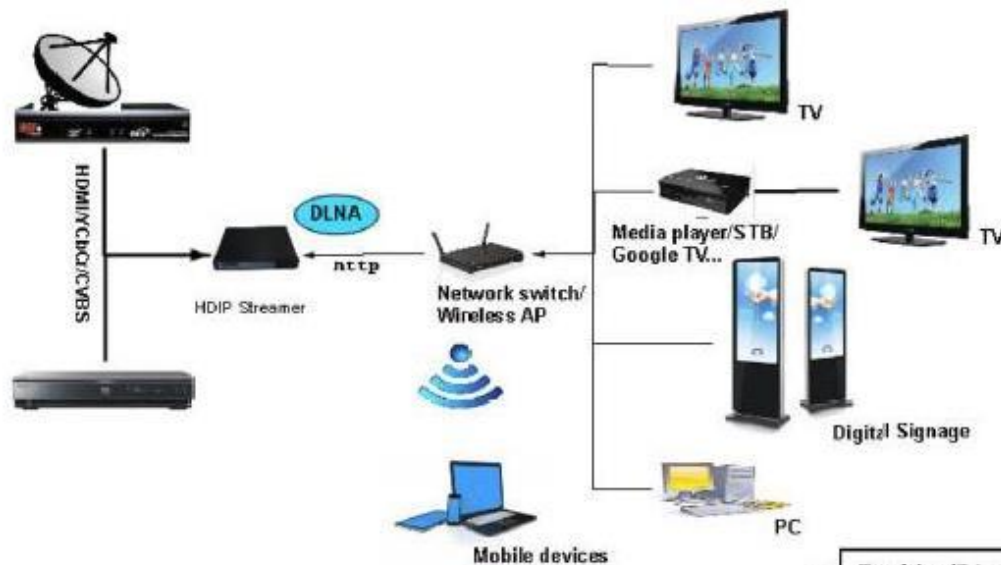 HDMI/YCbCr/CVBS
HDIP Streamer
DLNA
http
Network switch/
Wireless AP
TV
Media player/STB/
Google TV...
TV
Digital Signage
PC
Mobile devices